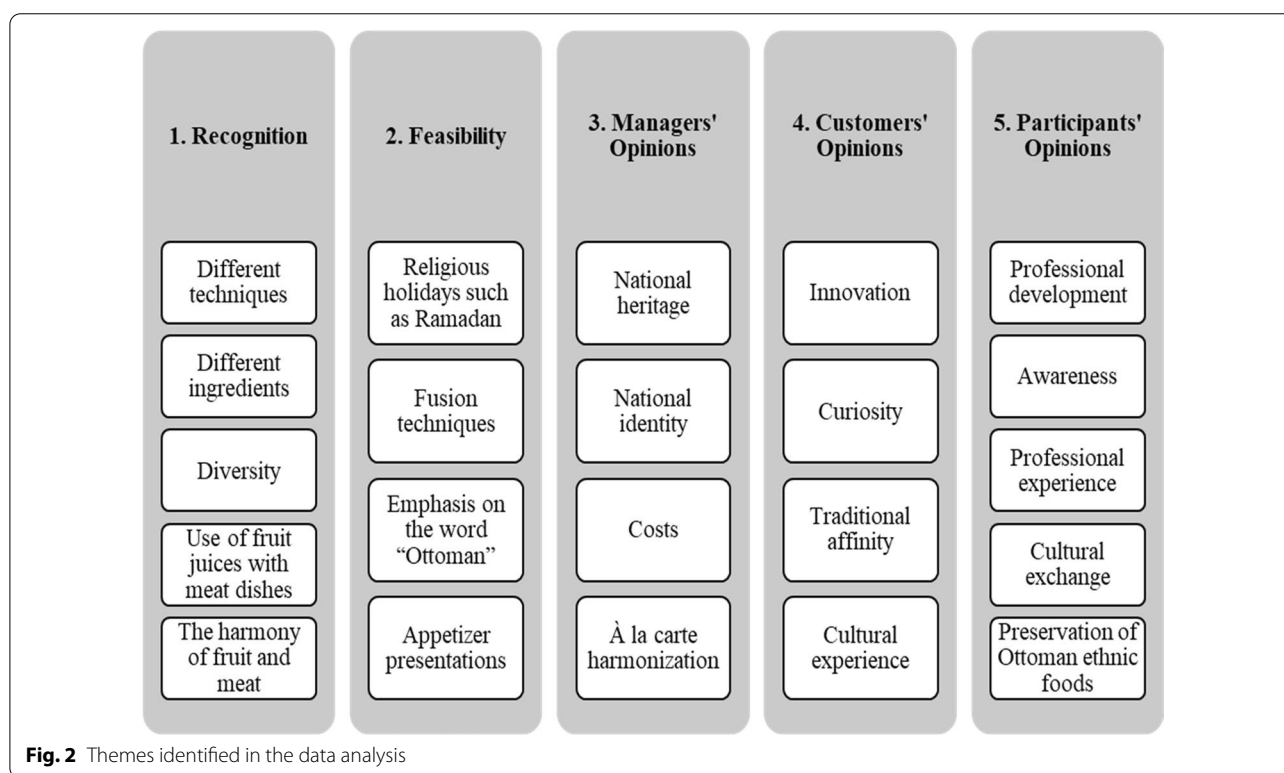 1. Recognition
Different
techniques
Different
ingredients
Diversity
Use of fruit
juices with
meat dishes
The harmony
of fruit and
meat
2. Feasibility
Religious
holidays such
as Ramadan
Fusion
techniques
Emphasis on
the word
“Ottoman”
Appetizer
presentations
3. Managers'
Opinions
National
heritage
National
identity
Costs
À la carte
harmonization
4. Customers'
Opinions
Innovation
Curiosity
Traditional
affinity
Cultural
experience
5. Participants'
Opinions
Professional
development
Awareness
Professional
experience
Cultural
exchange
Preservation of
Ottoman ethnic
foods
Fig. 2 Themes identified in the data analysis